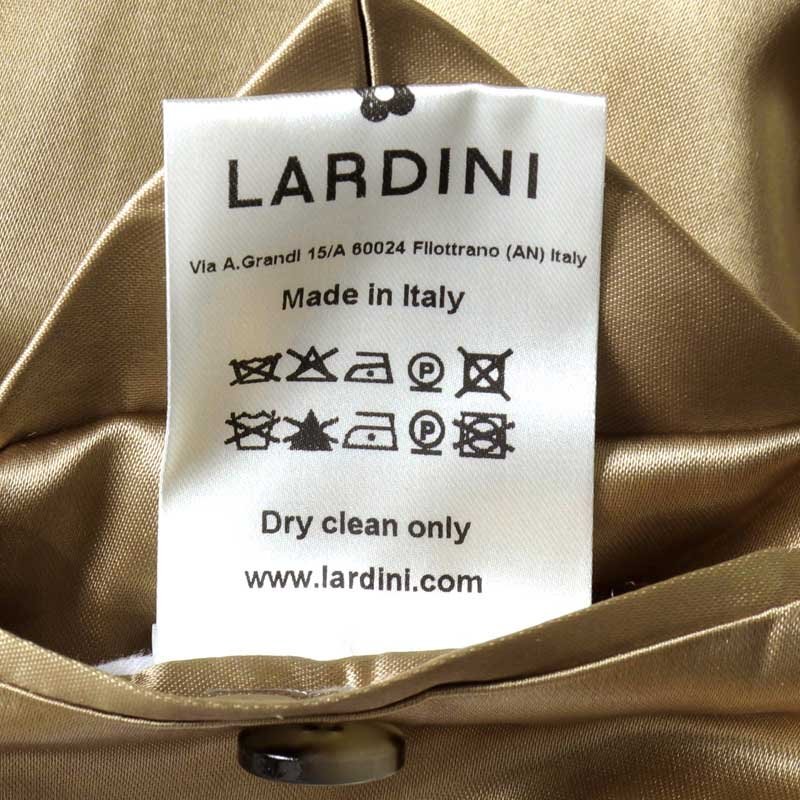 LARDINI
Via A.Grandi 15/A 60024 Filottrano (AN) Italy
Made in Italy
P
P
Dry clean only
www.lardini.com